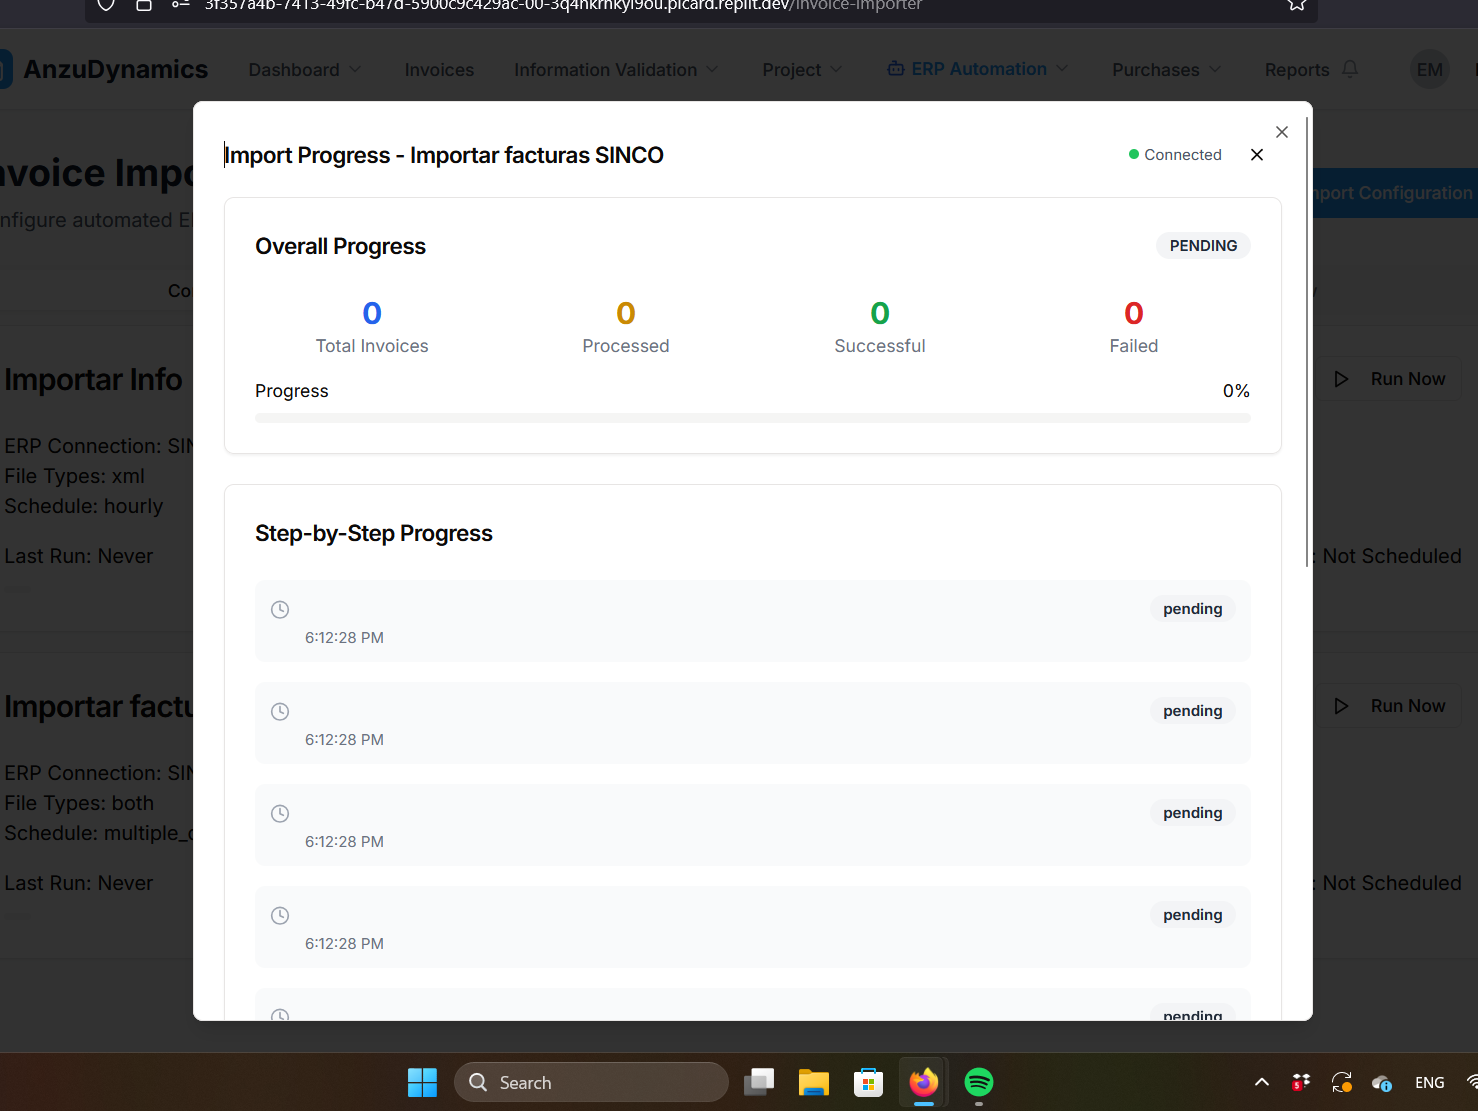 3f357a4b-7413-49fc-b47d-5900c9c429ac-00-3q4nkrnkyi9ou.picard.replit.dev/invoice-importer
AnzuDynamics Dashboard Invoices Information Validation Project ERP Automation Purchases Reports EM
Import Progress - Importar facturas SINCO
Connected
nvoice Impo
nport Configuration
nfigure automated E
Overall Progress
PENDING
Co
0 0 0 0
Total Invoices Processed Successful Failed
Importar Info
Run Now
Progress 0%
ERP Connection: SIN
File Types: xml
Schedule: hourly
Last Run: Never
: Not Scheduled
Step-by-Step Progress
pending
6:12:28 PM
pending
6:12:28 PM
pending
6:12:28 PM
pending
6:12:28 PM
pending
Importar factu
Run Now
ERP Connection: SIN
File Types: both
Schedule: multiple_
Last Run: Never
: Not Scheduled
Search
5
ENG